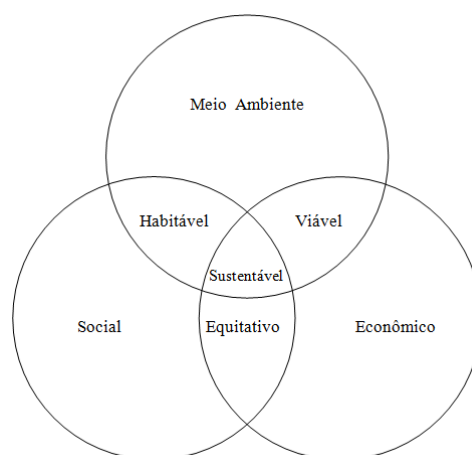 Meio Ambiente
Habitável
Viável
Sustentável
Social
Equitativo
Econômico